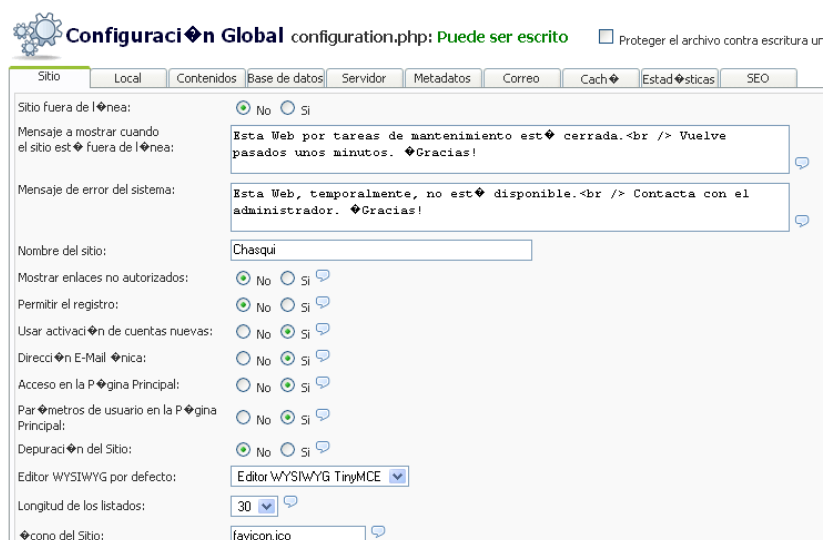 Configuraci�n Global configuration.php: Puede ser escrito Proteger el archivo contra escritura
Sitio Local Contenidos Base de datos Servidor Metadatos Correo Cach� Estad�sticas SEO
Sitio fuera de l�nea: No Si
Mensaje a mostrar cuando
el sitio est� fuera de l�nea:
Esta Web por tareas de mantenimiento est� cerrada.<br /> Vuelve
pasados unos minutos. �Gracias!
Mensaje de error del sistema:
Esta Web, temporalmente, no est� disponible.<br /> Contacta con el
administrador. �Gracias!
Nombre del sitio: Chasqui
Mostrar enlaces no autorizados: No Si
Permitir el registro: No Si
Usar activaci�n de cuentas nuevas: No Si
Direcci�n E-Mail �nica: No Si
Acceso en la P�gina Principal: No Si
Par�metros de usuario en la P�gina
Principal: No Si
Depuraci�n del Sitio: No Si
Editor WYSIWYG por defecto: Editor WYSIWYG TinyMCE
Longitud de los listados: 30
�cono del Sitio: favicon.ico